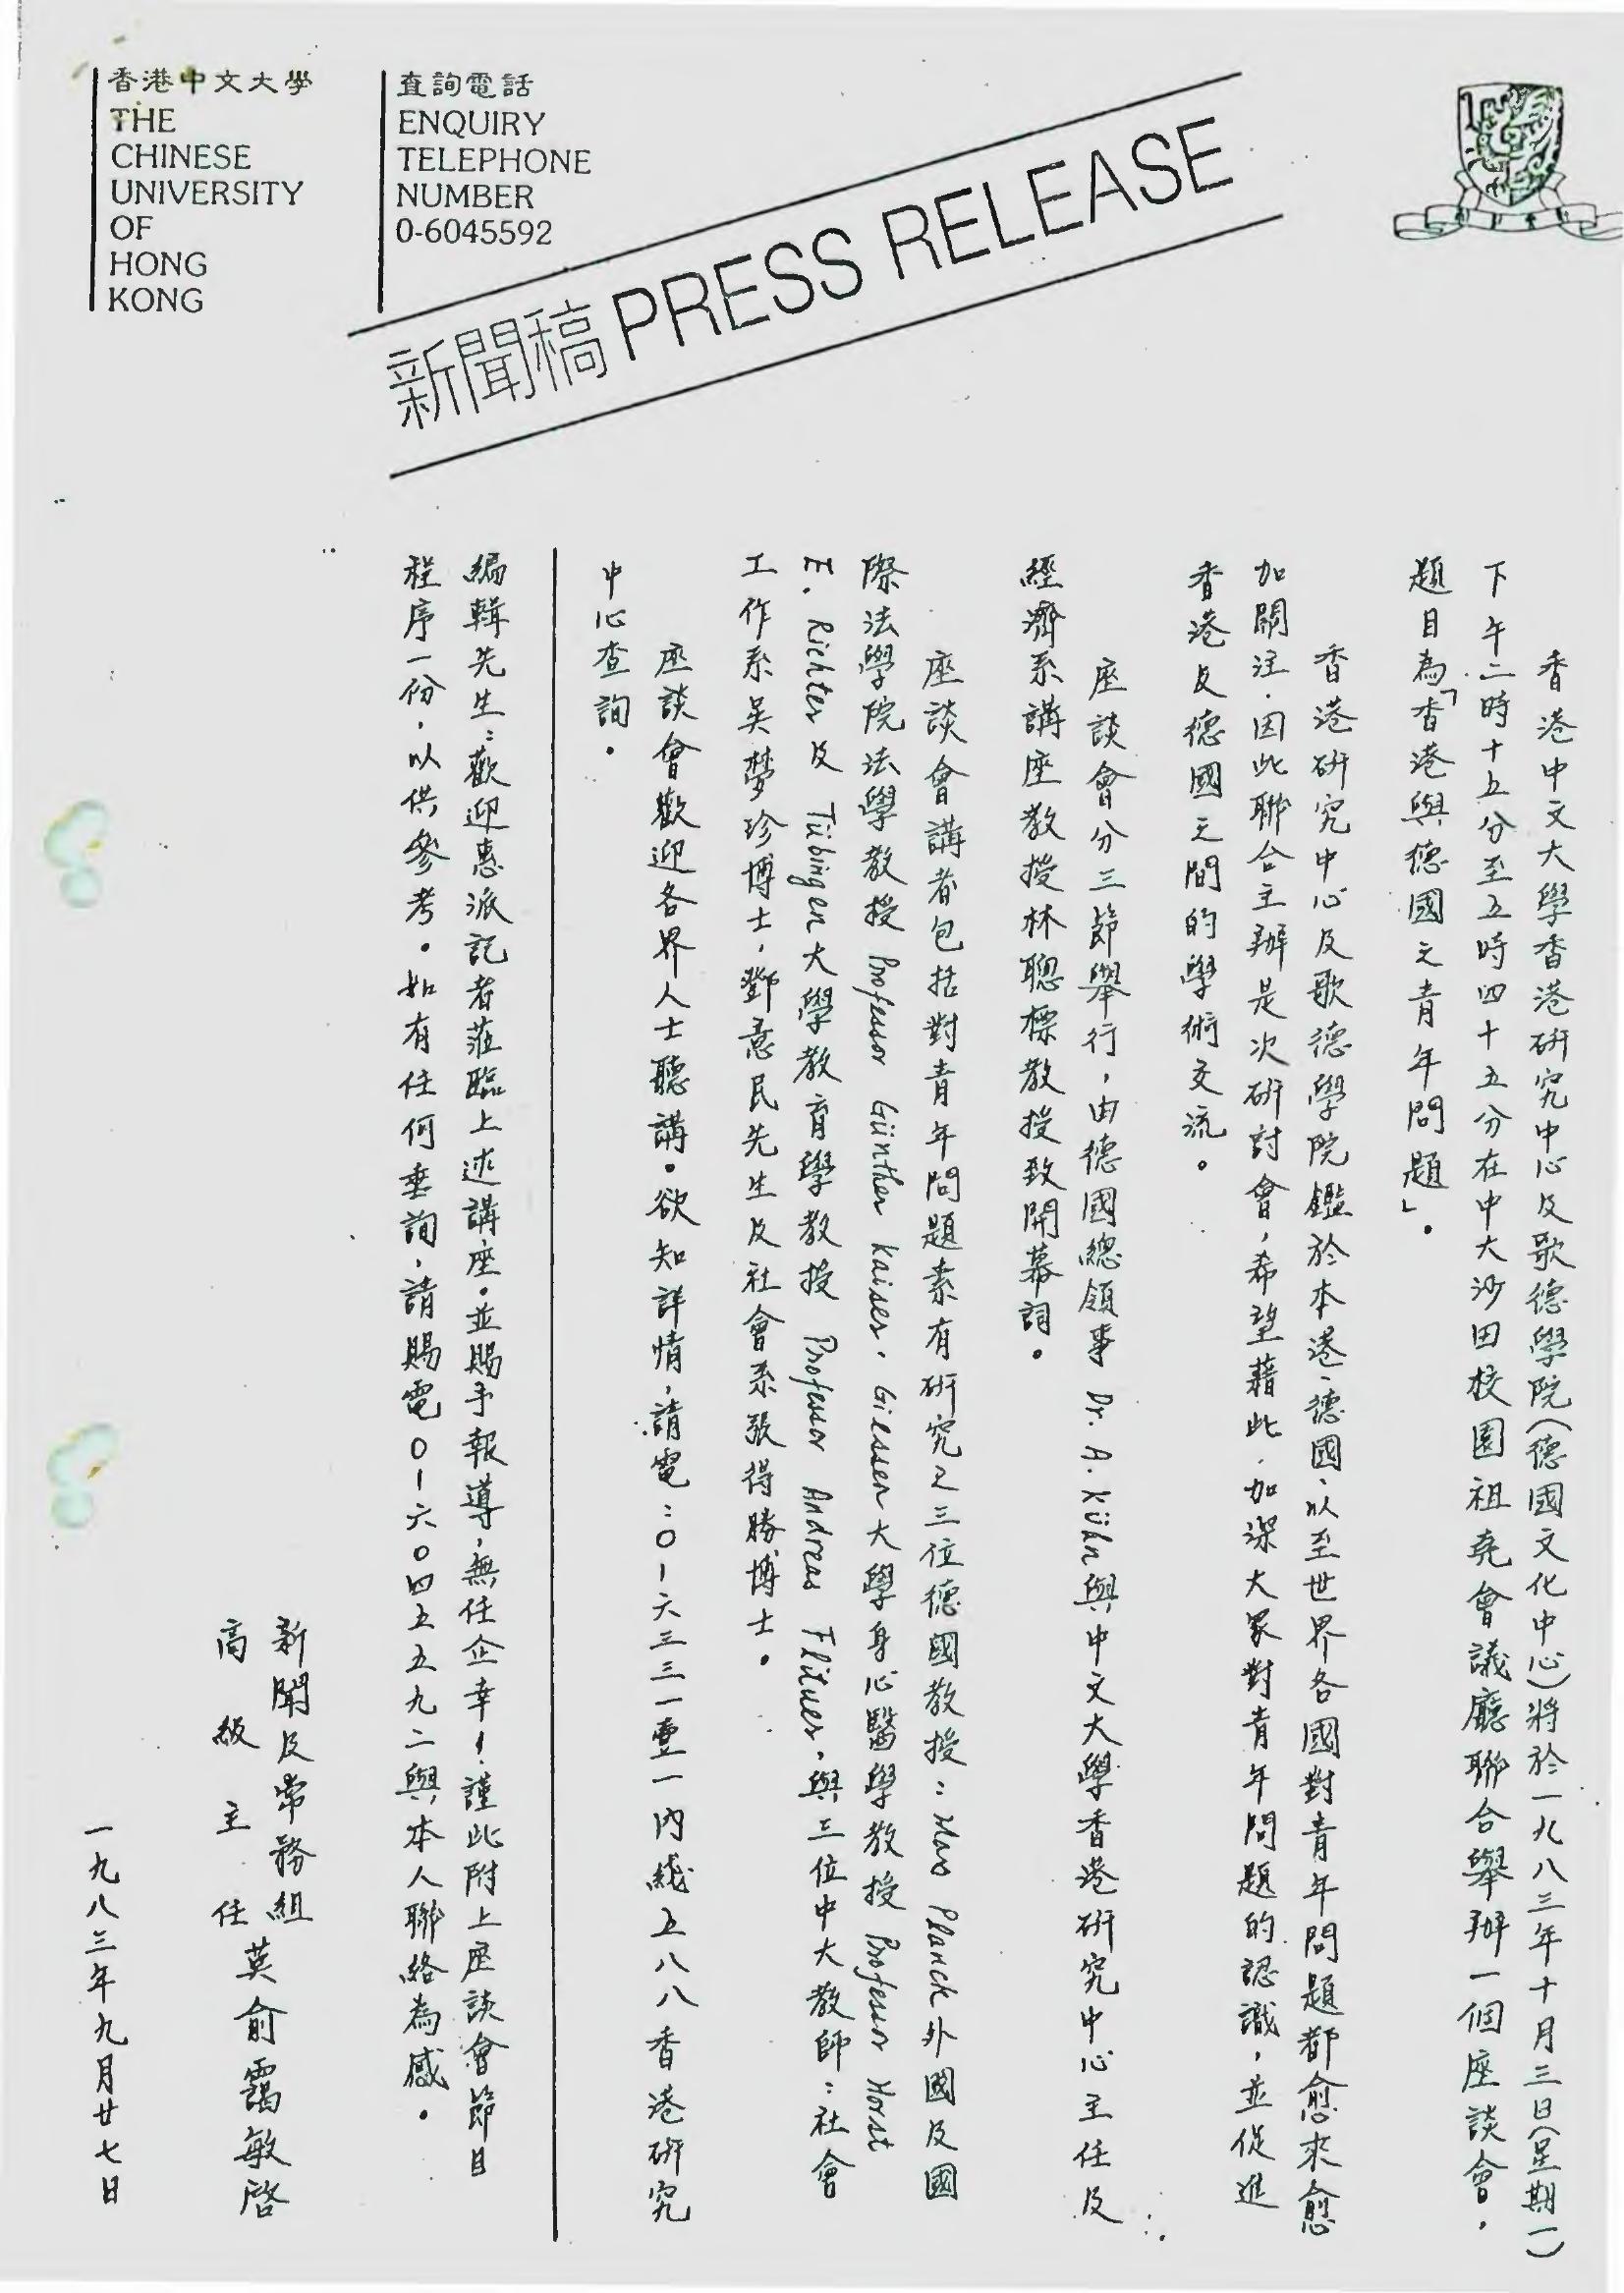 香港中文大學
THE
CHINESE
UNIVERSITY
OF
HONG
KONG
查詢電話
ENQUIRY
TELEPHONE
NUMBER
0-6045592
新聞稿 PRESS RELEASE
香港中文大學香港研究中心及歌德學院(德國文化中心)將於一九八三年十月三日(星期一)
下午二時十五分至五時四十五分在中大沙田校園祖堯會議廳聯合舉辦一個座談會，
題目為「香港與德國之青年問題」。
香港研究中心及歌德學院鑑於本港、德國、以至世界各國對青年問題都愈來愈
加關注，因此聯合主辦是次研討會，希望藉此，加深大眾對青年問題的認識，並促進
香港及德國之間的學術交流。
座談會分三節舉行，由德國總領事 Dr. A. Kühn 與中文大學香港研究中心主任及
經濟系講座教授林聰標教授致開幕詞。
座談會講者包括對青年問題素有研究之三位德國教授：Max Planck 外國及國
際法學院法學教授 Professor Günther Kaiser，Giessen 大學身心醫學教授 Professor Horst
E. Richter 及 Tübingen 大學教育學教授 Professor Andreas Flitner，與三位中大教師：社會
工作系吳夢珍博士，鄧意民先生及社會系張得勝博士。
座談會歡迎各界人士聽講。欲知詳情，請電：０－六三三一壹一內綫五八八香港研究
中心查詢。
編輯先生：歡迎惠派記者蒞臨上述講座，並賜予報導，無任企幸！謹此附上座談會節目
程序一份，以供參考。如有任何垂詢，請賜電０－六０四五五九二與本人聯絡為感。
新聞及常務組
高級主任
莫俞靄敏啓
一九八三年九月廿七日